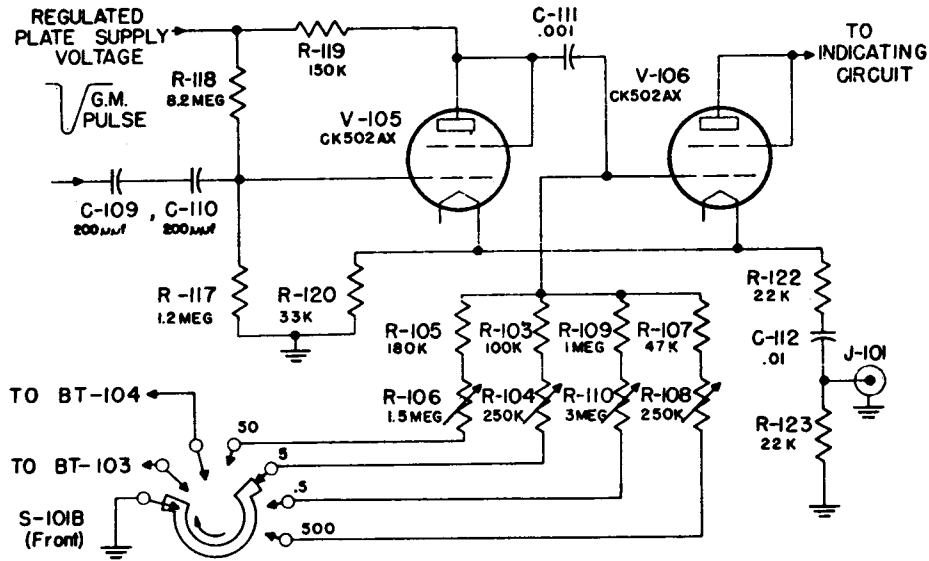 REGULATED
PLATE SUPPLY
VOLTAGE
R-119
150K
C-111
.001
TO
INDICATING
CIRCUIT
R-118
8.2 MEG
G.M.
PULSE
V-105
CK502AX
V-106
CK502AX
C-109 , C-110
200μμf 200μμf
R-117
1.2 MEG
R-120
33K
R-122
22K
R-105
180K
R-103
100K
R-109
1MEG
R-107
47K
C-112
.01
J-101
R-106
1.5MEG
R-104
250K
R-110
3MEG
R-108
250K
R-123
22K
TO BT-104
50
TO BT-103
5
.5
S-101B
(Front)
500